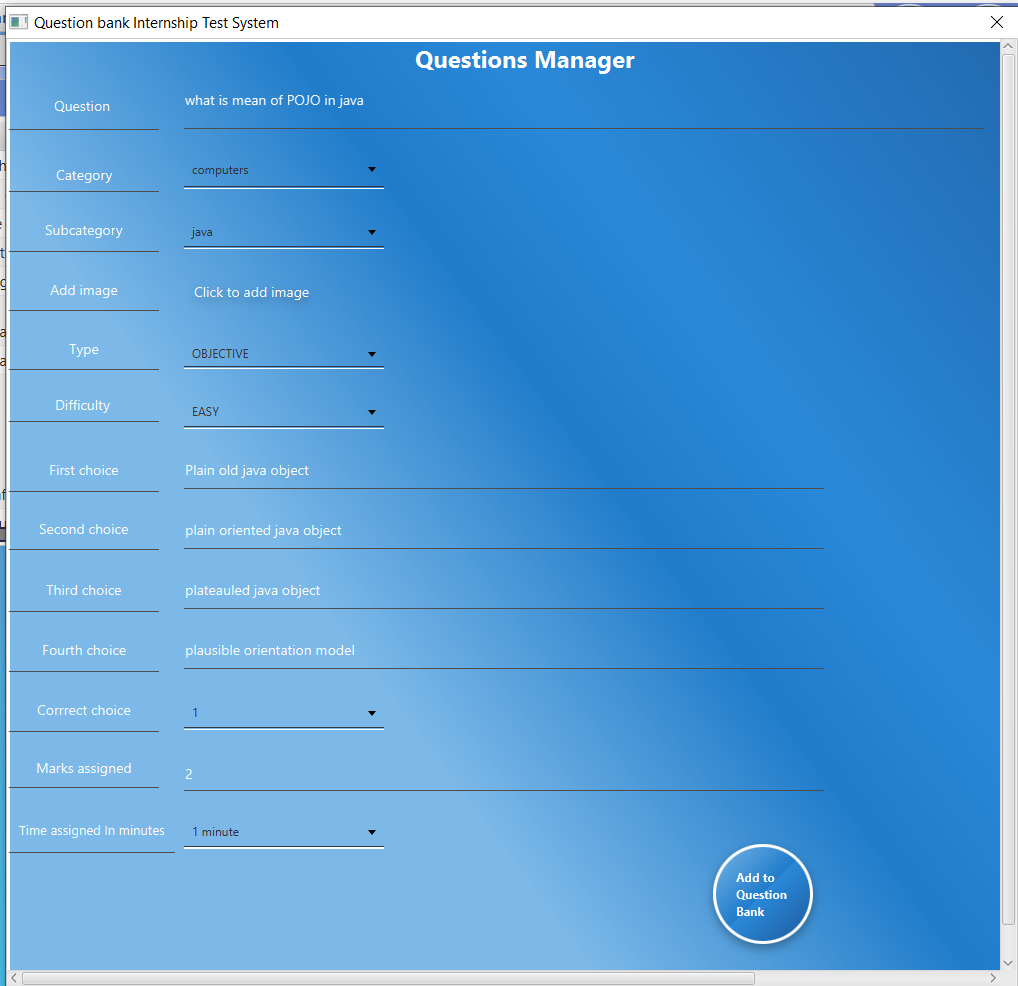 Question bank Internship Test System
Questions Manager
Question
what is mean of POJO in java
Category
computers
Subcategory
java
Add image
Click to add image
Type
OBJECTIVE
Difficulty
EASY
First choice
Plain old java object
Second choice
plain oriented java object
Third choice
plateauled java object
Fourth choice
plausible orientation model
Corrrect choice
1
Marks assigned
2
Time assigned In minutes
1 minute
Add to
Question
Bank